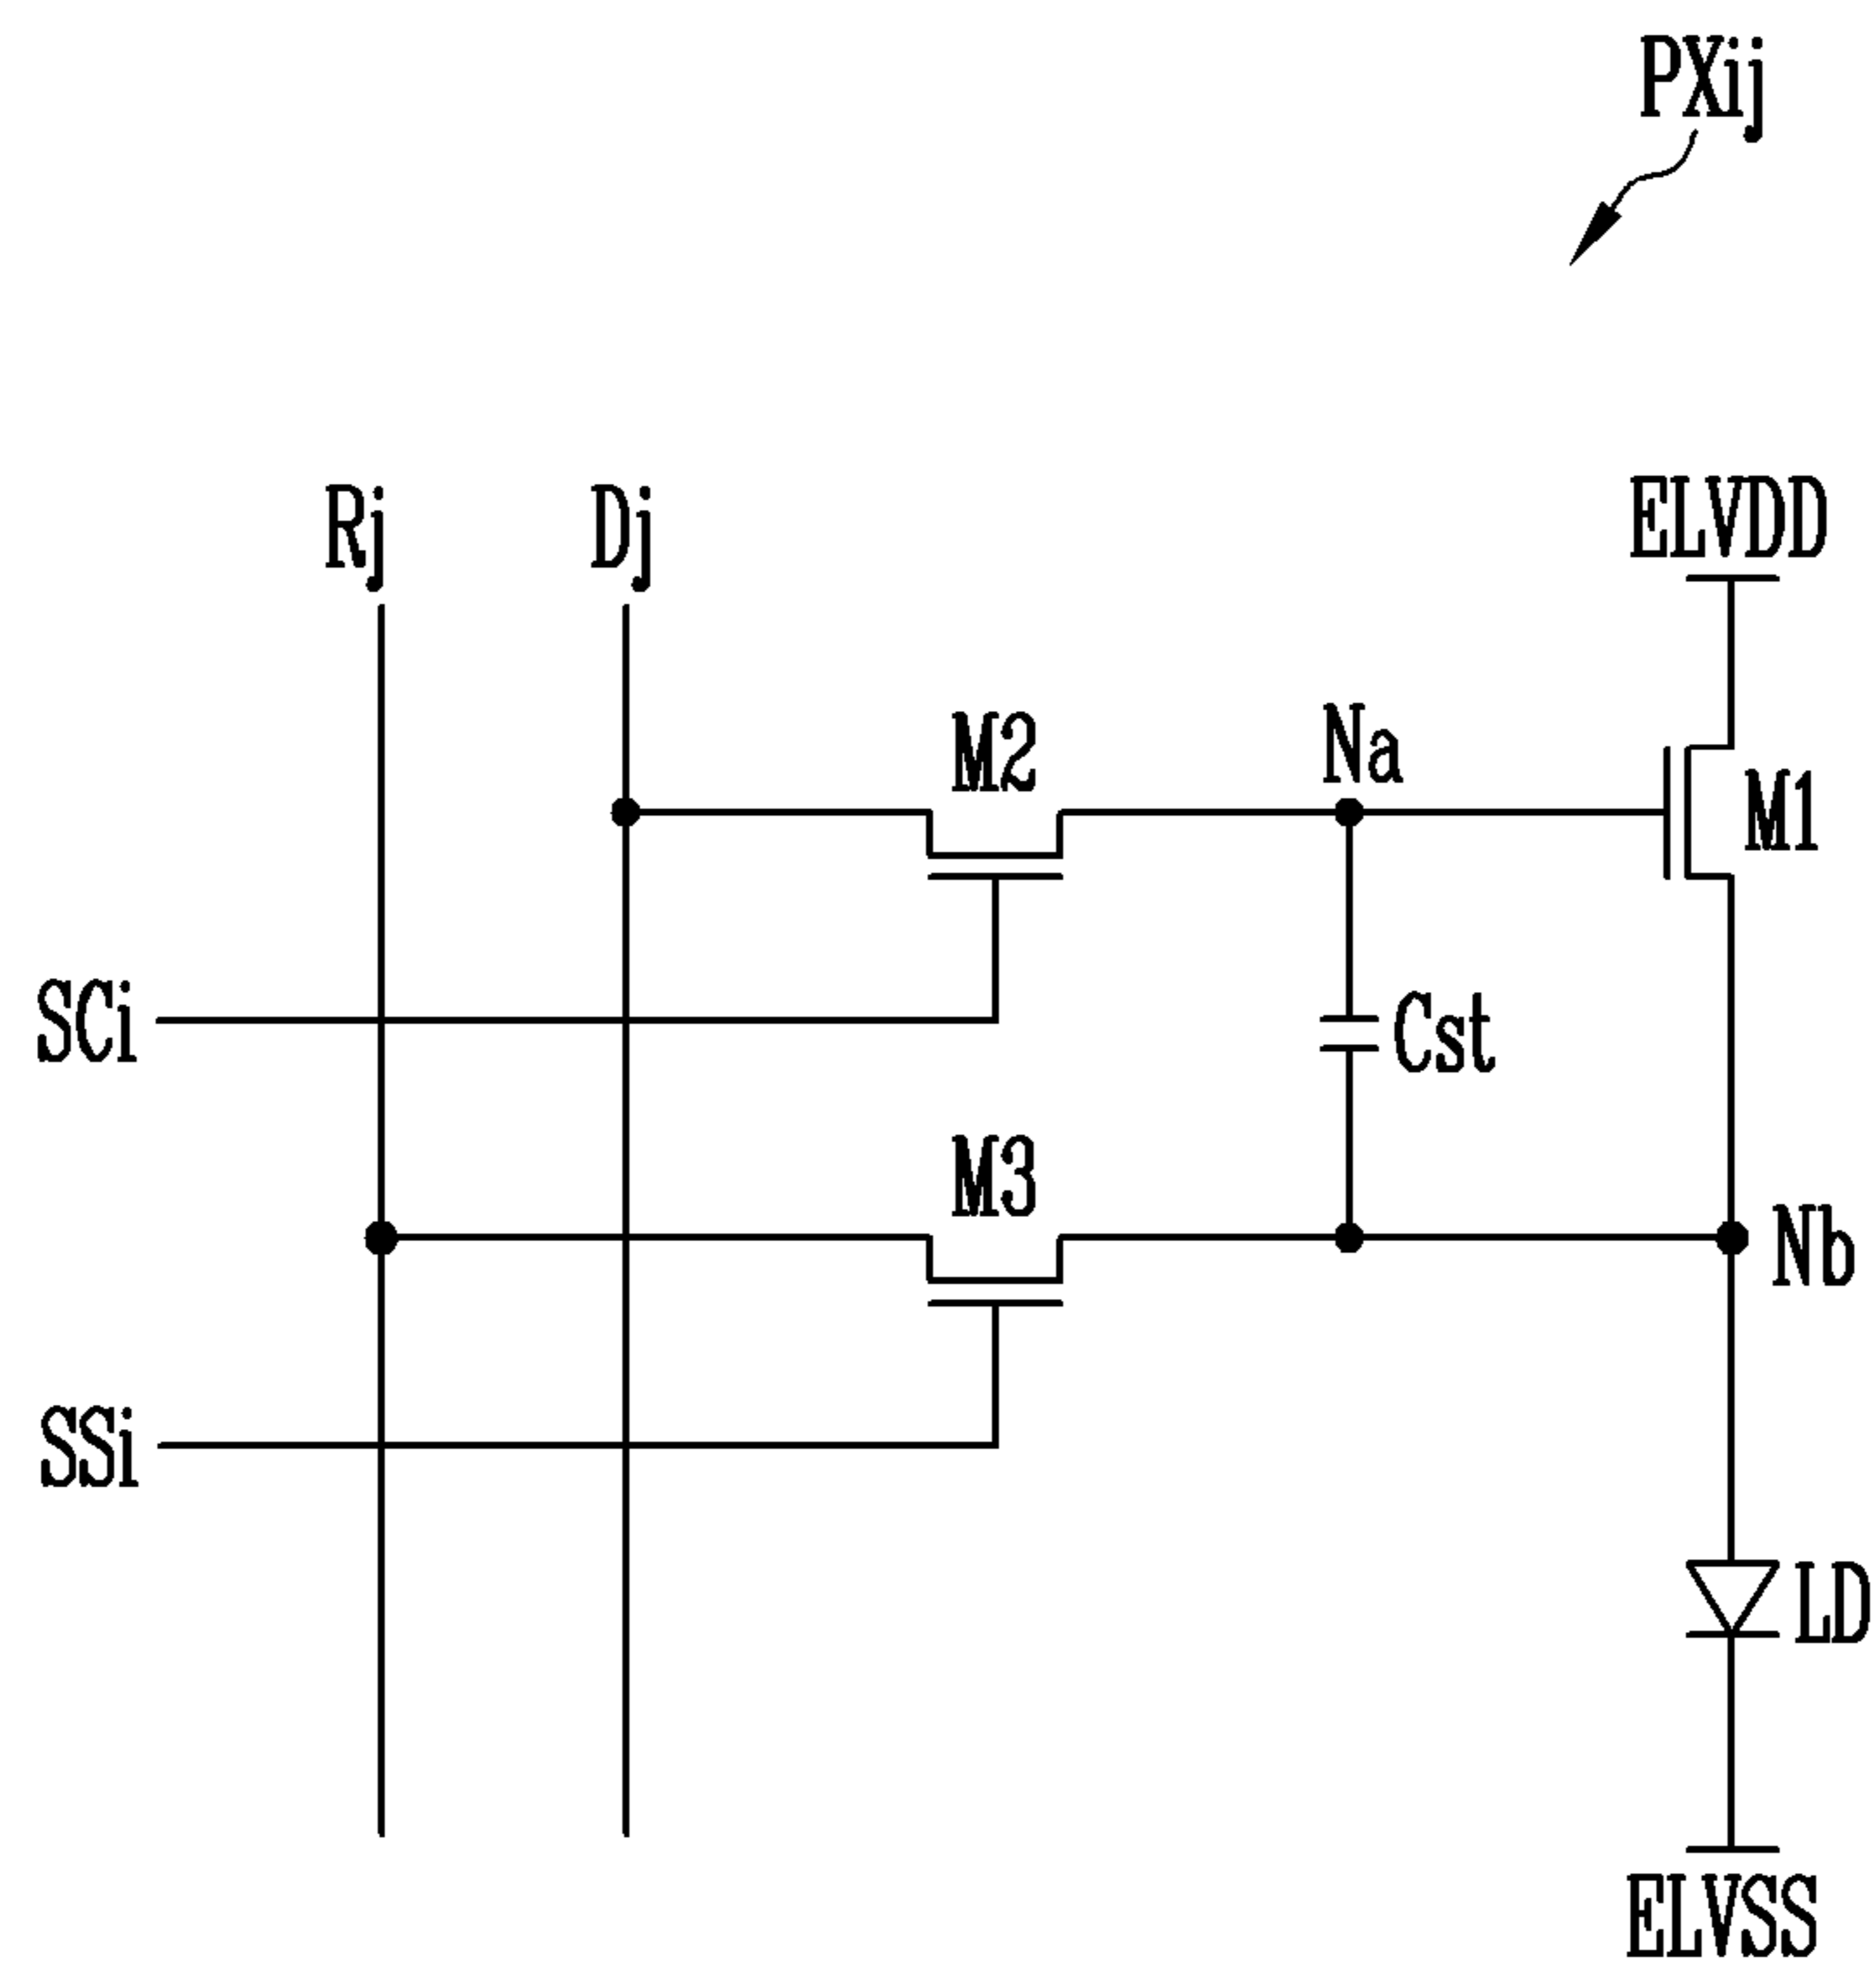 PXij
Rj
Dj
ELVDD
M2
Na
M1
SCi
Cst
M3
Nb
SSi
LD
ELVSS